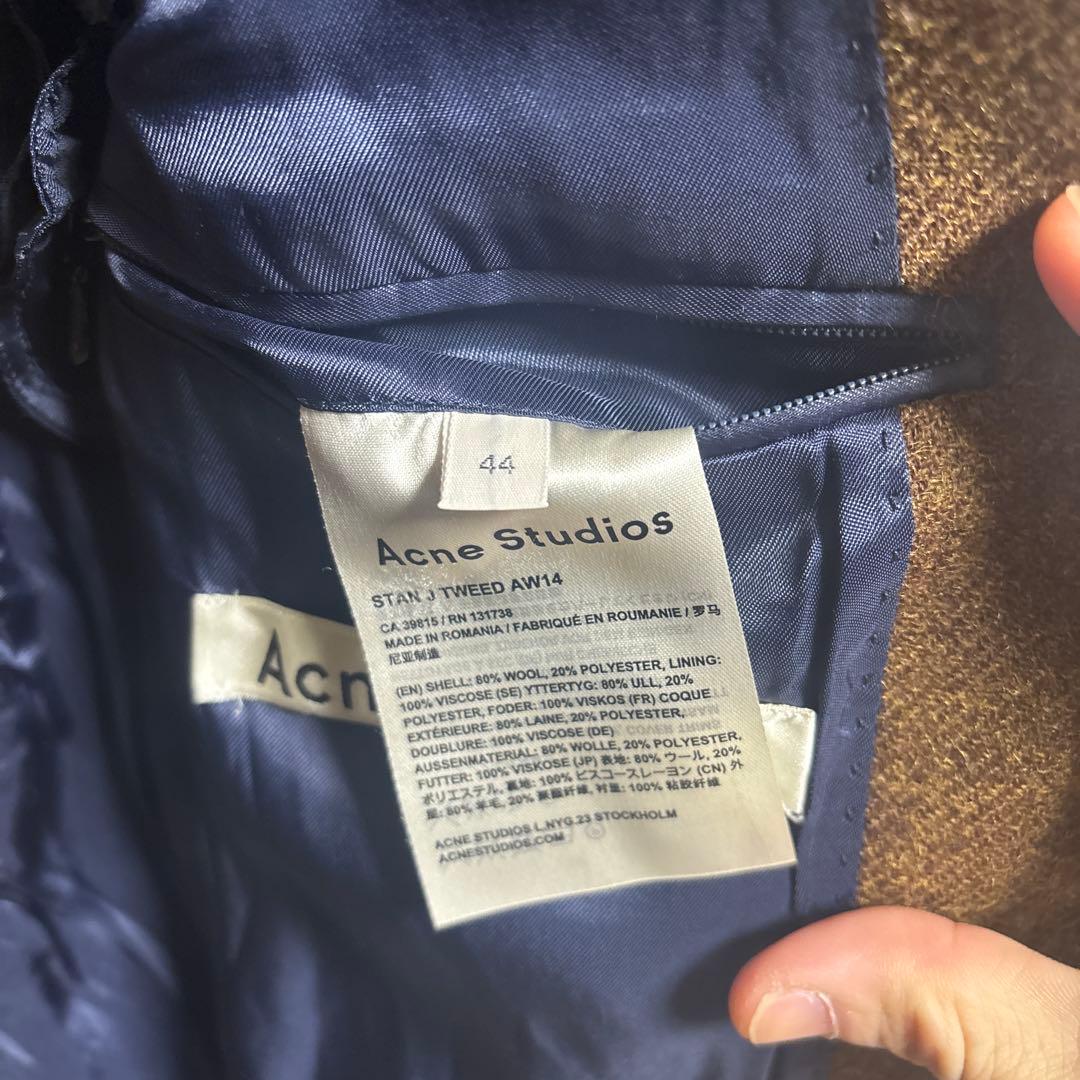 44
Acne Studios
STAN J TWEED AW14
CA 39815 / RN 131738
MADE IN ROMANIA / FABRIQUÉ EN ROUMANIE / 罗马
尼亚制造
(EN) SHELL: 80% WOOL, 20% POLYESTER, LINING:
100% VISCOSE (SE) YTTERTYG: 80% ULL, 20%
POLYESTER, FODER: 100% VISKOS (FR) COQUE
EXTÉRIEURE: 80% LAINE, 20% POLYESTER,
DOUBLURE: 100% VISCOSE (DE)
AUSSENMATERIAL: 80% WOLLE, 20% POLYESTER,
FUTTER: 100% VISKOSE (JP) 表地: 80% ウール, 20%
ポリエステル, 裏地: 100% ビスコースレーヨン (CN) 外
层: 80% 羊毛, 20% 聚酯纤维, 衬里: 100% 粘胶纤维
ACNE STUDIOS L.NYG.23 STOCKHOLM
ACNESTUDIOS.COM
Acn